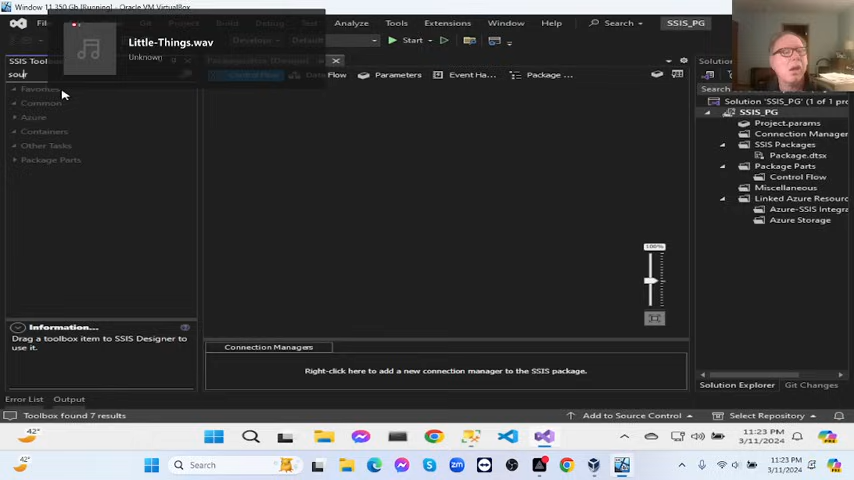 Window 11.350 Gb [Running] - Oracle VM VirtualBox
Analyze Tools Extensions Window Help Search SSIS_PG
Little-Things.wav
Unknown
Start
SSIS Tool
sour
Parameters Event Ha... Package ...
Favorites
Common
Azure
Containers
Other Tasks
Package Parts
Solution 'SSIS_PG' (1 of 1 pro
SSIS_PG
Project.params
Connection Manager
SSIS Packages
Package.dtsx
Package Parts
Control Flow
Miscellaneous
Linked Azure Resourc
Azure-SSIS Integra
Azure Storage
100%
Information...
Drag a toolbox item to SSIS Designer to
use it.
Connection Managers
Right-click here to add a new connection manager to the SSIS package.
Solution Explorer Git Changes
Error List Output
Toolbox found 7 results
Add to Source Control Select Repository
42°
11:23 PM
3/11/2024
42°
Search
11:23 PM
3/11/2024